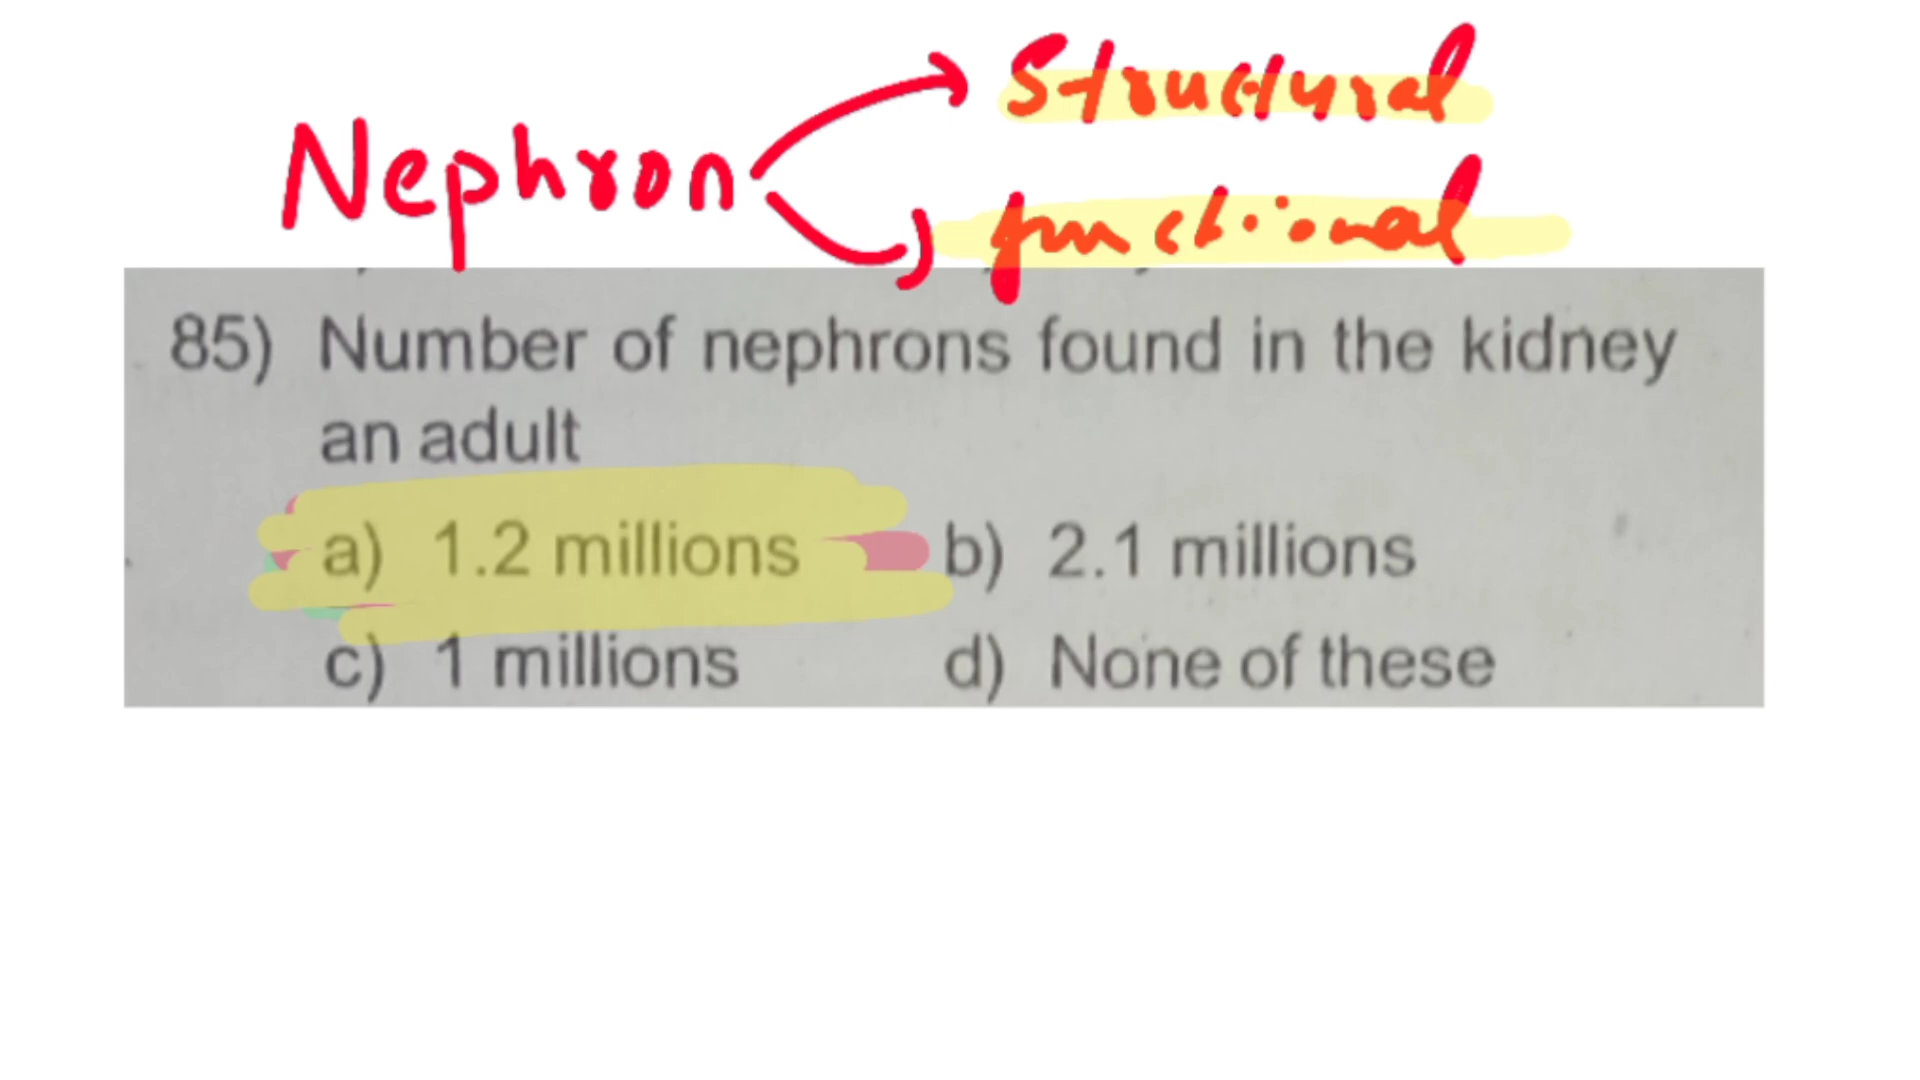 Structural
Nephron
functional
85) Number of nephrons found in the kidney
an adult
a) 1.2 millions b) 2.1 millions
c) 1 millions d) None of these